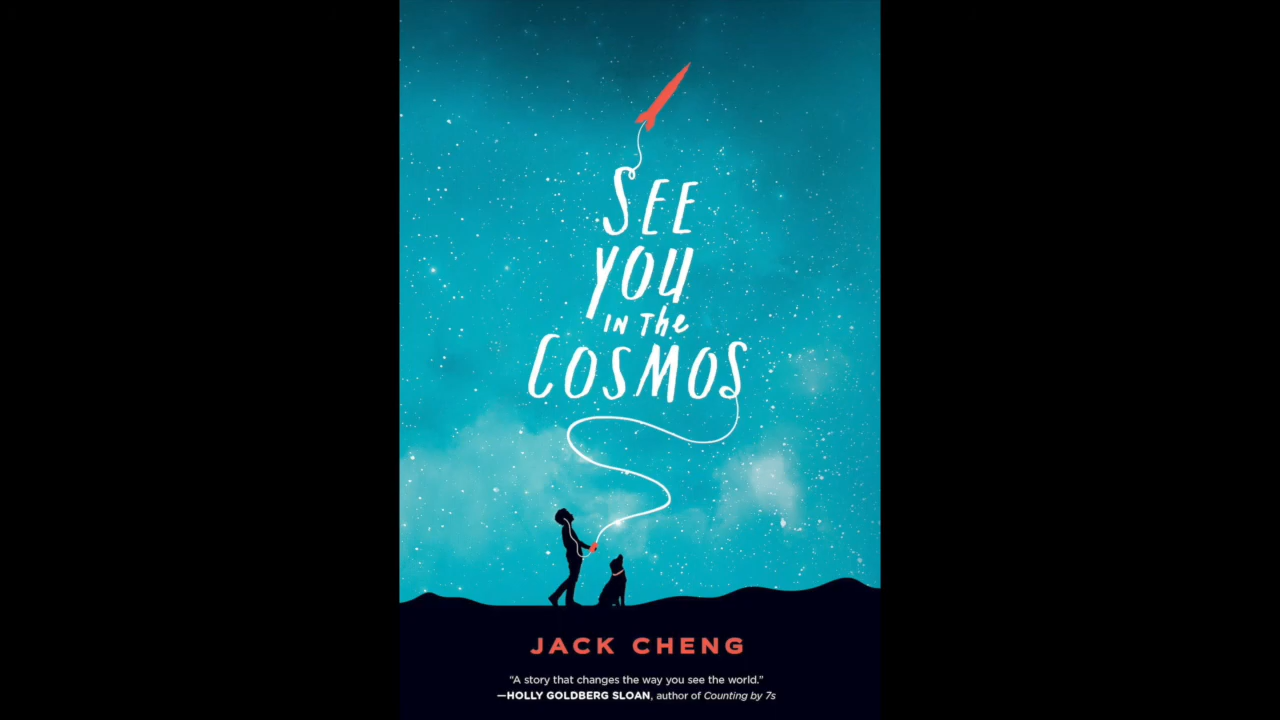 SEE
YOU
IN The
COSMOS
JACK CHENG
“A story that changes the way you see the world.”
—HOLLY GOLDBERG SLOAN, author of Counting by 7s